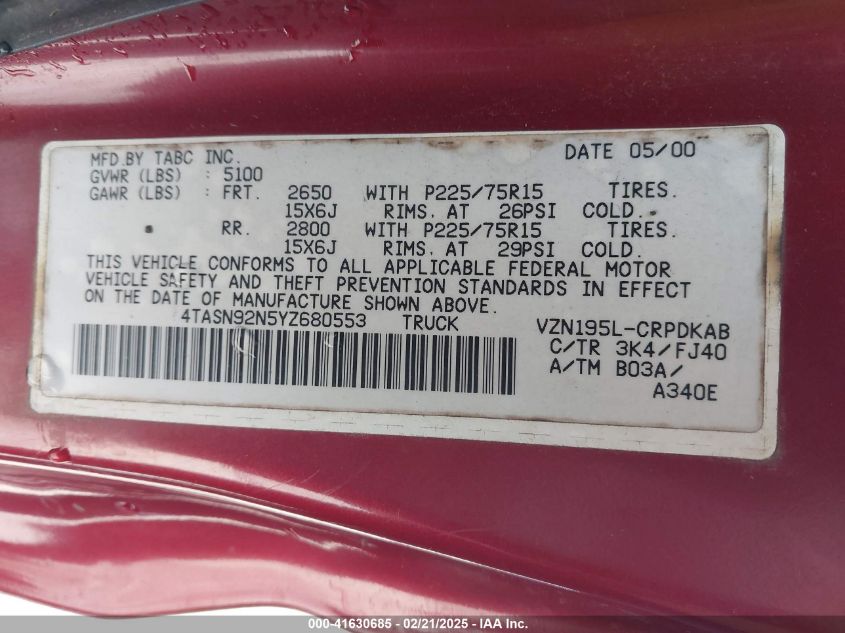 MFD.BY TABC INC. DATE 05/00
GVWR (LBS) : 5100
GAWR (LBS) : FRT. 2650 WITH P225/75R15 TIRES.
15X6J RIMS. AT 26PSI COLD.
RR. 2800 WITH P225/75R15 TIRES.
15X6J RIMS. AT 29PSI COLD.
THIS VEHICLE CONFORMS TO ALL APPLICABLE FEDERAL MOTOR
VEHICLE SAFETY AND THEFT PREVENTION STANDARDS IN EFFECT
ON THE DATE OF MANUFACTURE SHOWN ABOVE.
4TASN92N5YZ680553 TRUCK VZN195L-CRPDKAB
C/TR 3K4/FJ40
A/TM B03A/
A340E
000-41630685 - 02/21/2025 - IAA, Inc.